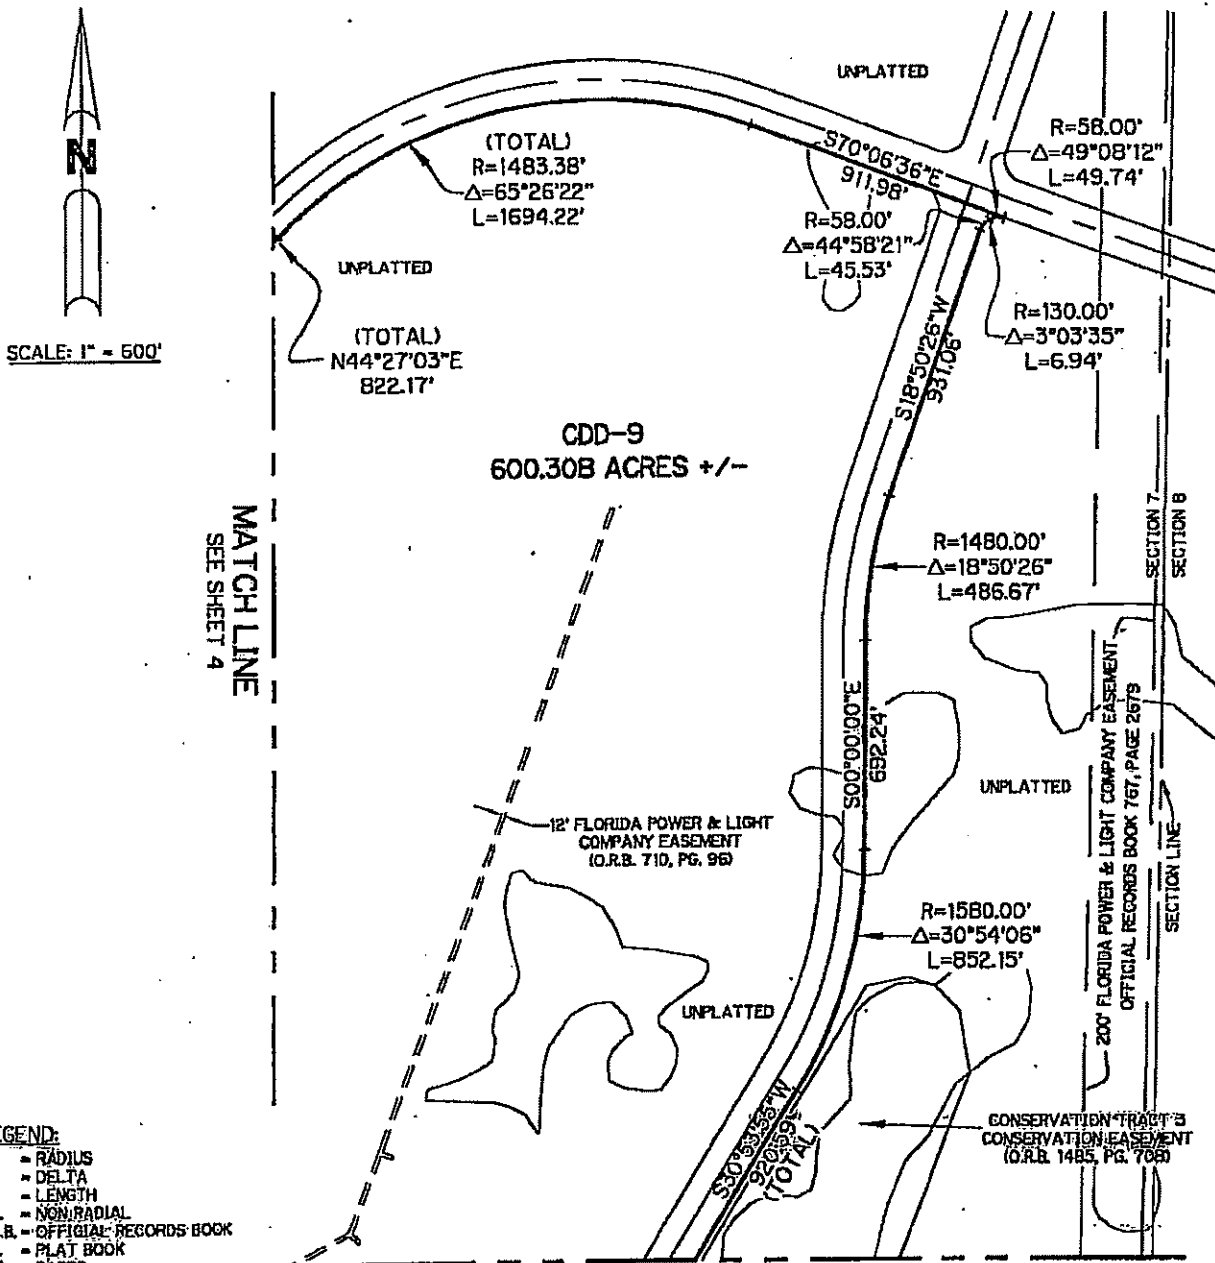 UNPLATTED
N
SCALE: 1" = 600'
(TOTAL)
R=1483.38'
Δ=65°26'22"
L=1694.22'
S70°06'36"E
911.98'
R=58.00'
Δ=49°08'12"
L=49.74'
R=58.00'
Δ=44°58'21"
L=45.53'
UNPLATTED
(TOTAL)
N44°27'03"E
822.17'
R=130.00'
Δ=3°03'35"
L=6.94'
S18°50'26"W
931.06'
CDD-9
600.308 ACRES +/-
MATCH LINE
SEE SHEET 4
R=1480.00'
Δ=18°50'26"
L=486.67'
SECTION 7
SECTION 8
S00°00'00"E
692.24'
UNPLATTED
200' FLORIDA POWER & LIGHT COMPANY EASEMENT
OFFICIAL RECORDS BOOK 767, PAGE 2679
SECTION LINE
12' FLORIDA POWER & LIGHT
COMPANY EASEMENT
(O.R.B. 710, PG. 96)
R=1580.00'
Δ=30°54'06"
L=852.15'
UNPLATTED
S30°53'55"W
920.59'
(TOTAL)
CONSERVATION TRACT
CONSERVATION EASEMENT
(O.R.B. 1485, PG. 708)
EGEND:
= RADIUS
= DELTA
= LENGTH
= NON RADIAL
.B. = OFFICIAL RECORDS BOOK
= PLAT BOOK